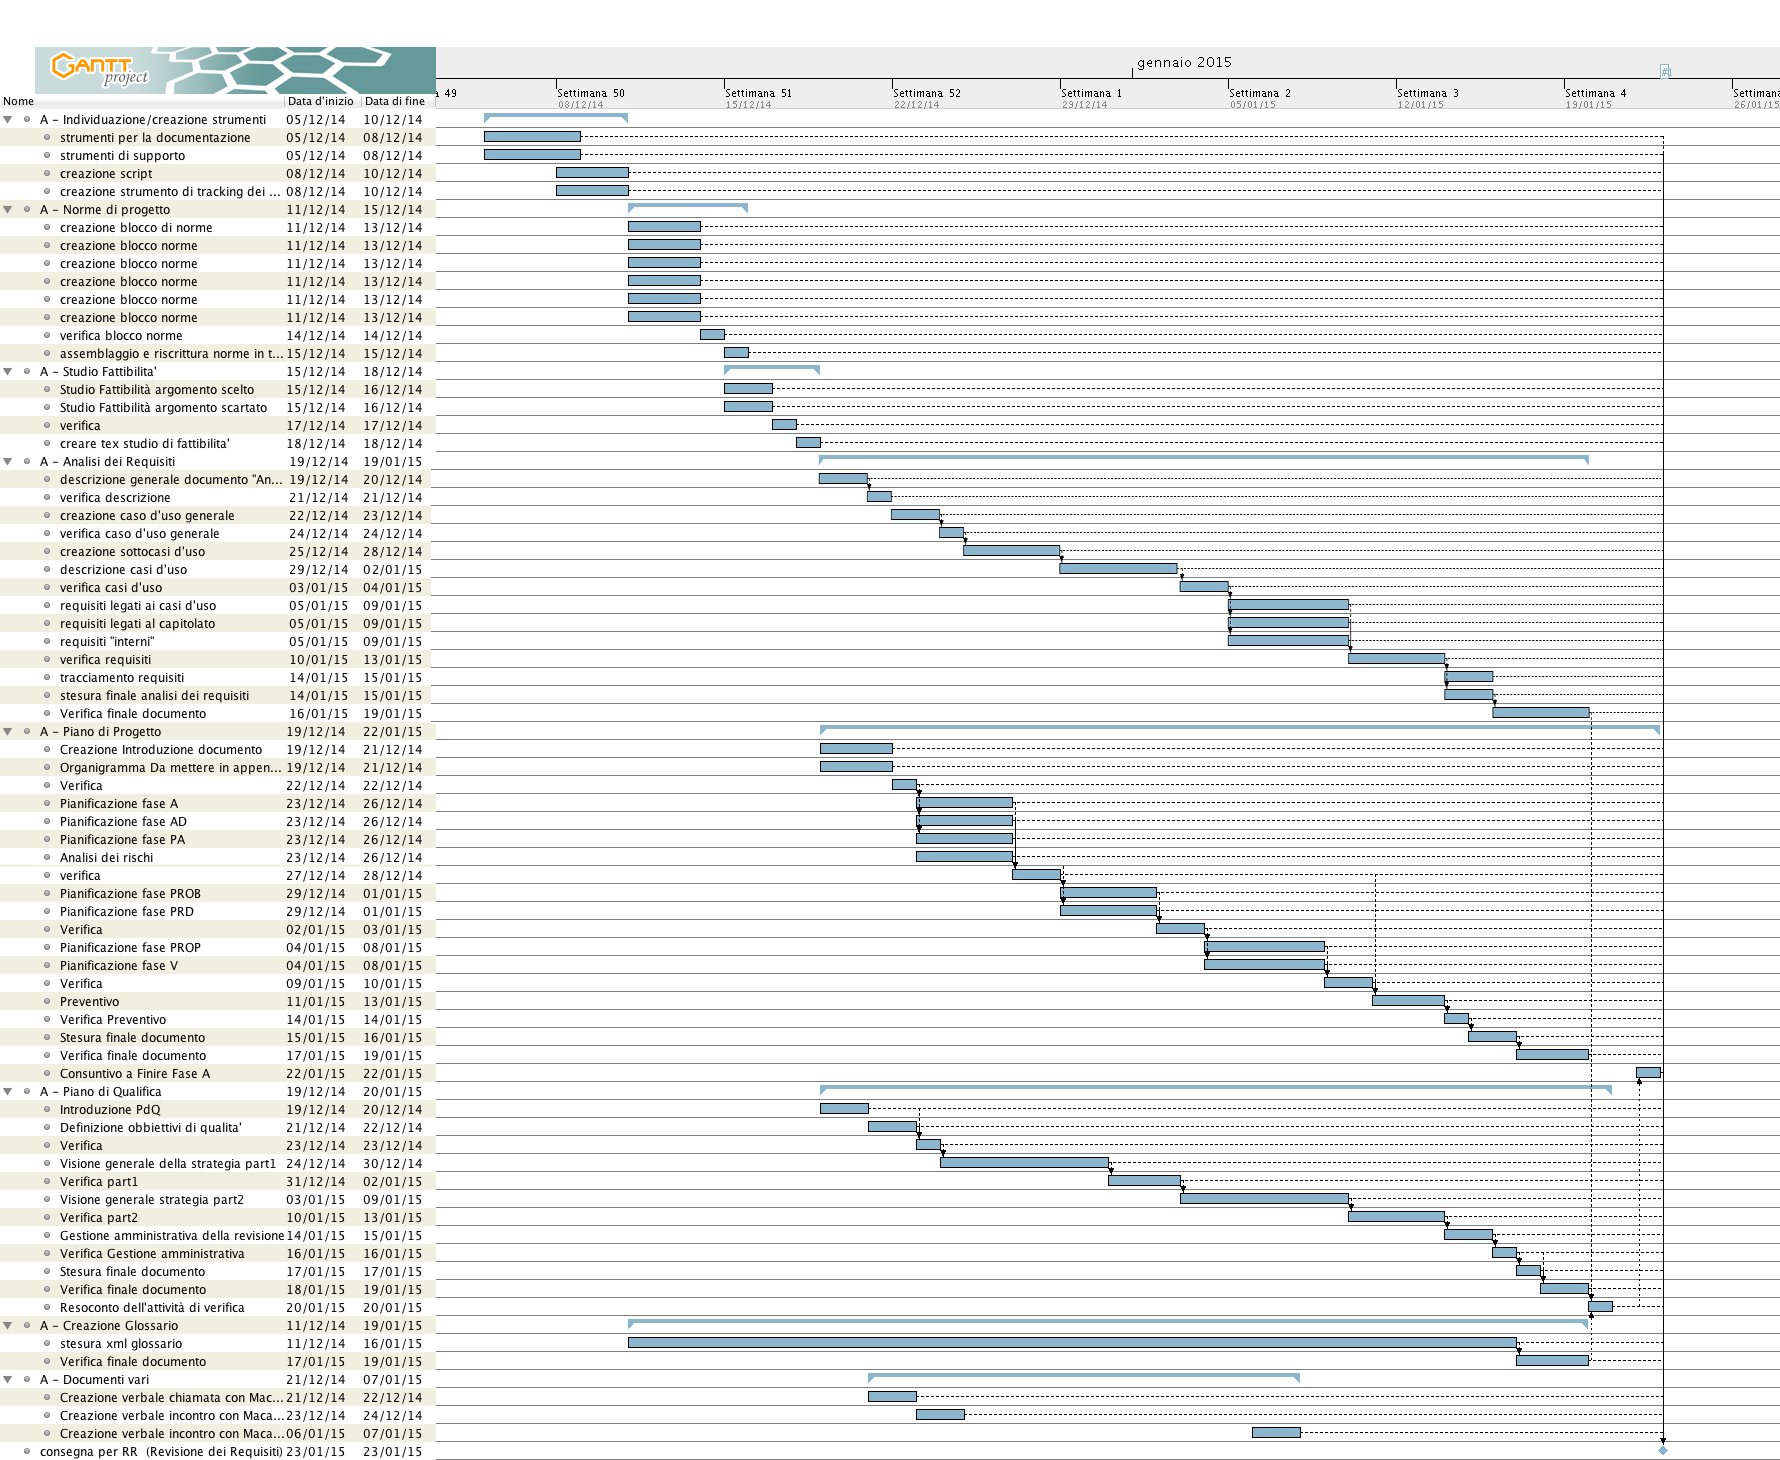 GANTT
project
gennaio 2015
#1
a 49 Settimana 50 Settimana 51 Settimana 52 Settimana 1 Settimana 2 Settimana 3 Settimana 4 Settimana
08/12/14 15/12/14 22/12/14 29/12/14 05/01/15 12/01/15 19/01/15 26/01/15
Nome Data d'inizio Data di fine
A - Individuazione/creazione strumenti 05/12/14 10/12/14
strumenti per la documentazione 05/12/14 08/12/14
strumenti di supporto 05/12/14 08/12/14
creazione script 08/12/14 10/12/14
creazione strumento di tracking dei ... 08/12/14 10/12/14
A - Norme di progetto 11/12/14 15/12/14
creazione blocco di norme 11/12/14 13/12/14
creazione blocco norme 11/12/14 13/12/14
creazione blocco norme 11/12/14 13/12/14
creazione blocco norme 11/12/14 13/12/14
creazione blocco norme 11/12/14 13/12/14
creazione blocco norme 11/12/14 13/12/14
verifica blocco norme 14/12/14 14/12/14
assemblaggio e riscrittura norme in t... 15/12/14 15/12/14
A - Studio Fattibilita' 15/12/14 18/12/14
Studio Fattibilità argomento scelto 15/12/14 16/12/14
Studio Fattibilità argomento scartato 15/12/14 16/12/14
verifica 17/12/14 17/12/14
creare tex studio di fattibilita' 18/12/14 18/12/14
A - Analisi dei Requisiti 19/12/14 19/01/15
descrizione generale documento "An... 19/12/14 20/12/14
verifica descrizione 21/12/14 21/12/14
creazione caso d'uso generale 22/12/14 23/12/14
verifica caso d'uso generale 24/12/14 24/12/14
creazione sottocasi d'uso 25/12/14 28/12/14
descrizione casi d'uso 29/12/14 02/01/15
verifica casi d'uso 03/01/15 04/01/15
requisiti legati ai casi d'uso 05/01/15 09/01/15
requisiti legati al capitolato 05/01/15 09/01/15
requisiti "interni" 05/01/15 09/01/15
verifica requisiti 10/01/15 13/01/15
tracciamento requisiti 14/01/15 15/01/15
stesura finale analisi dei requisiti 14/01/15 15/01/15
Verifica finale documento 16/01/15 19/01/15
A - Piano di Progetto 19/12/14 22/01/15
Creazione Introduzione documento 19/12/14 21/12/14
Organigramma Da mettere in appen... 19/12/14 21/12/14
Verifica 22/12/14 22/12/14
Pianificazione fase A 23/12/14 26/12/14
Pianificazione fase AD 23/12/14 26/12/14
Pianificazione fase PA 23/12/14 26/12/14
Analisi dei rischi 23/12/14 26/12/14
verifica 27/12/14 28/12/14
Pianificazione fase PROB 29/12/14 01/01/15
Pianificazione fase PRD 29/12/14 01/01/15
Verifica 02/01/15 03/01/15
Pianificazione fase PROP 04/01/15 08/01/15
Pianificazione fase V 04/01/15 08/01/15
Verifica 09/01/15 10/01/15
Preventivo 11/01/15 13/01/15
Verifica Preventivo 14/01/15 14/01/15
Stesura finale documento 15/01/15 16/01/15
Verifica finale documento 17/01/15 19/01/15
Consuntivo a Finire Fase A 22/01/15 22/01/15
A - Piano di Qualifica 19/12/14 20/01/15
Introduzione PdQ 19/12/14 20/12/14
Definizione obbiettivi di qualita' 21/12/14 22/12/14
Verifica 23/12/14 23/12/14
Visione generale della strategia part1 24/12/14 30/12/14
Verifica part1 31/12/14 02/01/15
Visione generale strategia part2 03/01/15 09/01/15
Verifica part2 10/01/15 13/01/15
Gestione amministrativa della revisione 14/01/15 15/01/15
Verifica Gestione amministrativa 16/01/15 16/01/15
Stesura finale documento 17/01/15 17/01/15
Verifica finale documento 18/01/15 19/01/15
Resoconto dell'attività di verifica 20/01/15 20/01/15
A - Creazione Glossario 11/12/14 19/01/15
stesura xml glossario 11/12/14 16/01/15
Verifica finale documento 17/01/15 19/01/15
A - Documenti vari 21/12/14 07/01/15
Creazione verbale chiamata con Mac... 21/12/14 22/12/14
Creazione verbale incontro con Maca... 23/12/14 24/12/14
Creazione verbale incontro con Maca... 06/01/15 07/01/15
consegna per RR (Revisione dei Requisiti) 23/01/15 23/01/15